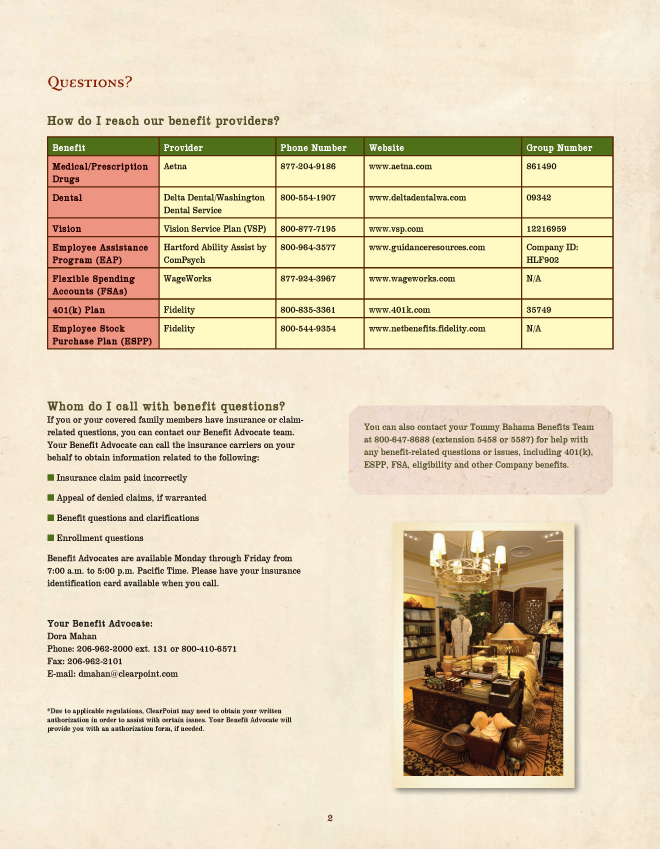 Questions?
How do I reach our benefit providers?
Benefit Provider Phone Number Website Group Number
Medical/Prescription Drugs Aetna 877-204-9186 www.aetna.com 861490
Dental Delta Dental/Washington Dental Service 800-554-1907 www.deltadentalwa.com 09342
Vision Vision Service Plan (VSP) 800-877-7195 www.vsp.com 12216959
Employee Assistance Program (EAP) Hartford Ability Assist by ComPsych 800-964-3577 www.guidanceresources.com Company ID: HLF902
Flexible Spending Accounts (FSAs) WageWorks 877-924-3967 www.wageworks.com N/A
401(k) Plan Fidelity 800-835-3361 www.401k.com 35749
Employee Stock Purchase Plan (ESPP) Fidelity 800-544-9354 www.netbenefits.fidelity.com N/A
Whom do I call with benefit questions?
If you or your covered family members have insurance or claim-
related questions, you can contact our Benefit Advocate team.
Your Benefit Advocate can call the insurance carriers on your
behalf to obtain information related to the following:
Insurance claim paid incorrectly
Appeal of denied claims, if warranted
Benefit questions and clarifications
Enrollment questions
Benefit Advocates are available Monday through Friday from
7:00 a.m. to 5:00 p.m. Pacific Time. Please have your insurance
identification card available when you call.
Your Benefit Advocate:
Dora Mahan
Phone: 206-962-2000 ext. 131 or 800-410-6571
Fax: 206-962-2101
E-mail: dmahan@clearpoint.com
*Due to applicable regulations, ClearPoint may need to obtain your written
authorization in order to assist with certain issues. Your Benefit Advocate will
provide you with an authorization form, if needed.
You can also contact your Tommy Bahama Benefits Team
at 800-647-8688 (extension 5458 or 5587) for help with
any benefit-related questions or issues, including 401(k),
ESPP, FSA, eligibility and other Company benefits.
2